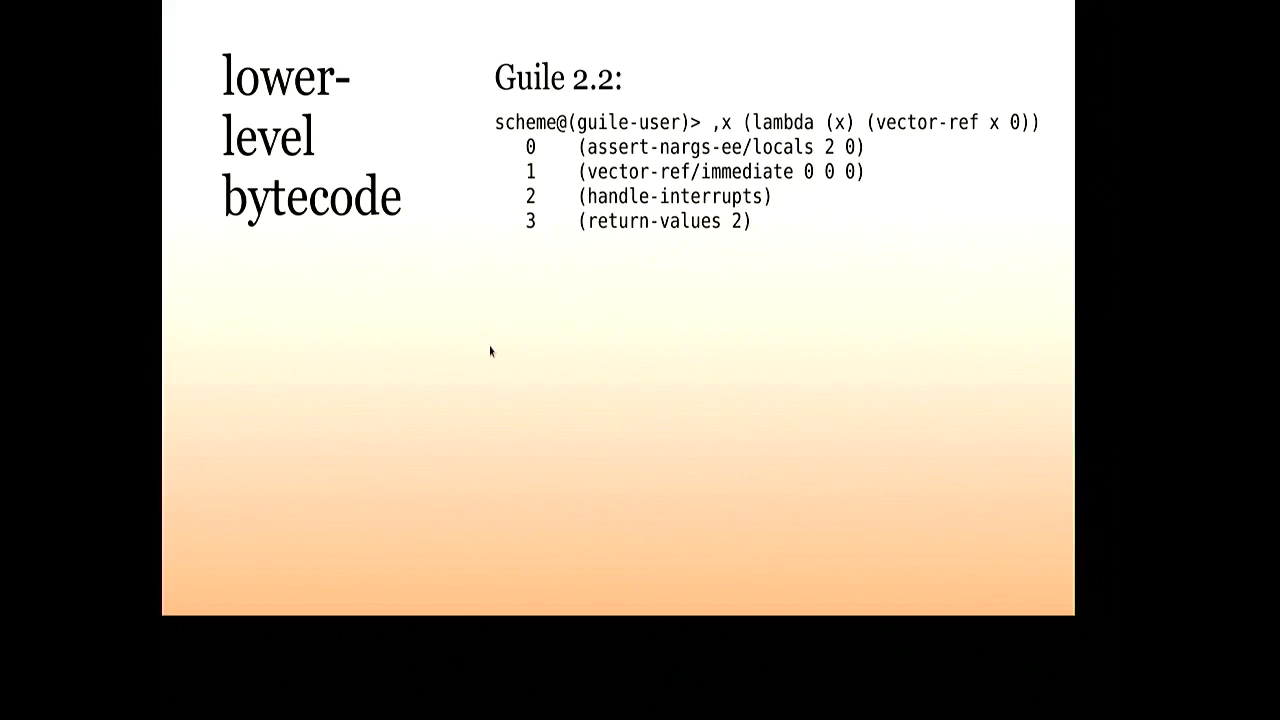 lower-
level
bytecode
Guile 2.2:
scheme@(guile-user)> ,x (lambda (x) (vector-ref x 0))
0 (assert-nargs-ee/locals 2 0)
1 (vector-ref/immediate 0 0 0)
2 (handle-interrupts)
3 (return-values 2)